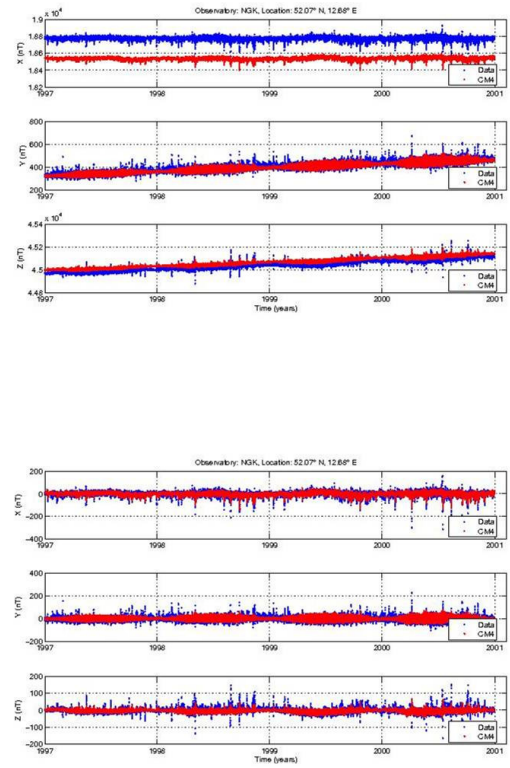 Observatory: NGK, Location: 52.07° N, 12.68° E
x 10⁴
1.9
1.88
1.86
1.84
1.82
X (nT)
Data
CM4
1997 1998 1999 2000 2001
800
600
400
200
Y (nT)
Data
CM4
1997 1998 1999 2000 2001
x 10⁴
4.54
4.52
4.5
4.48
Z (nT)
Data
CM4
1997 1998 1999 2000 2001
Time (years)
Observatory: NGK, Location: 52.07° N, 12.68° E
200
0
-200
-400
X (nT)
Data
CM4
1997 1998 1999 2000 2001
400
200
0
-200
Y (nT)
Data
CM4
1997 1998 1999 2000 2001
200
100
0
-100
-200
Z (nT)
Data
CM4
1997 1998 1999 2000 2001
Time (years)